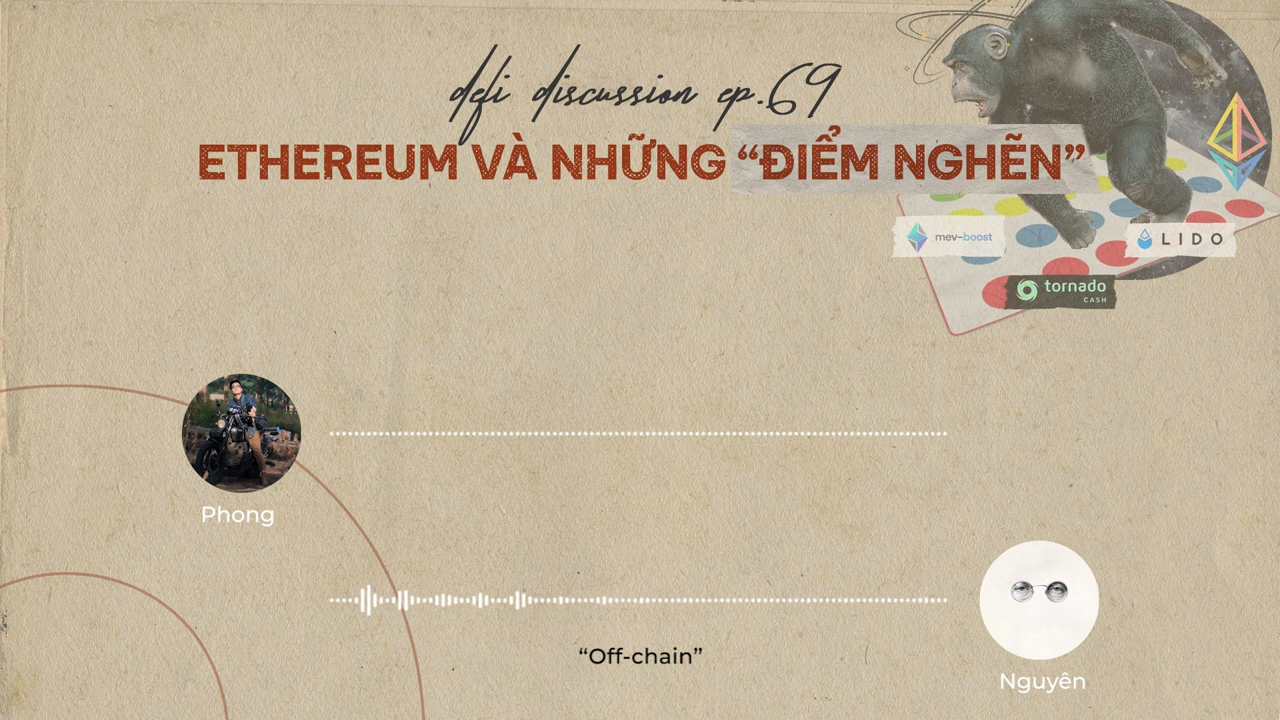 defi discussion ep.69
ETHEREUM VÀ NHỮNG “ĐIỂM NGHẼN”
mev-boost
LIDO
tornado
CASH
Phong
“Off-chain”
Nguyên